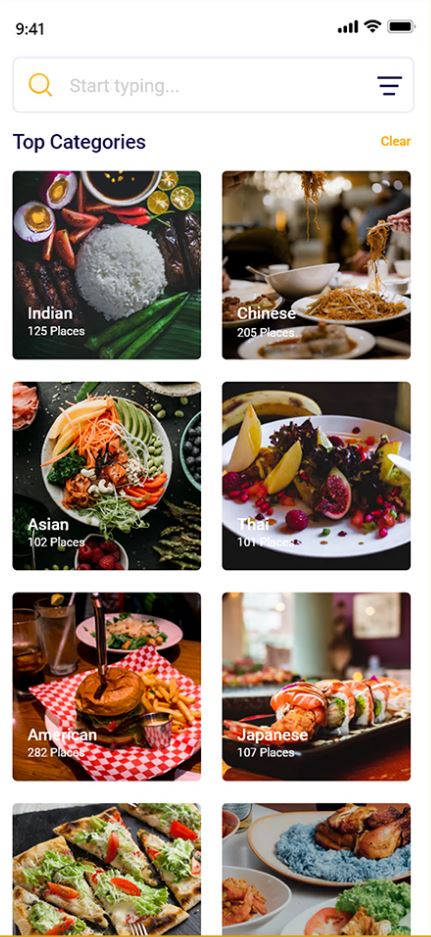 9:41
Start typing...
Top Categories
Clear
Indian
125 Places
Chinese
205 Places
Asian
102 Places
Thai
101 Places
American
282 Places
Japanese
107 Places